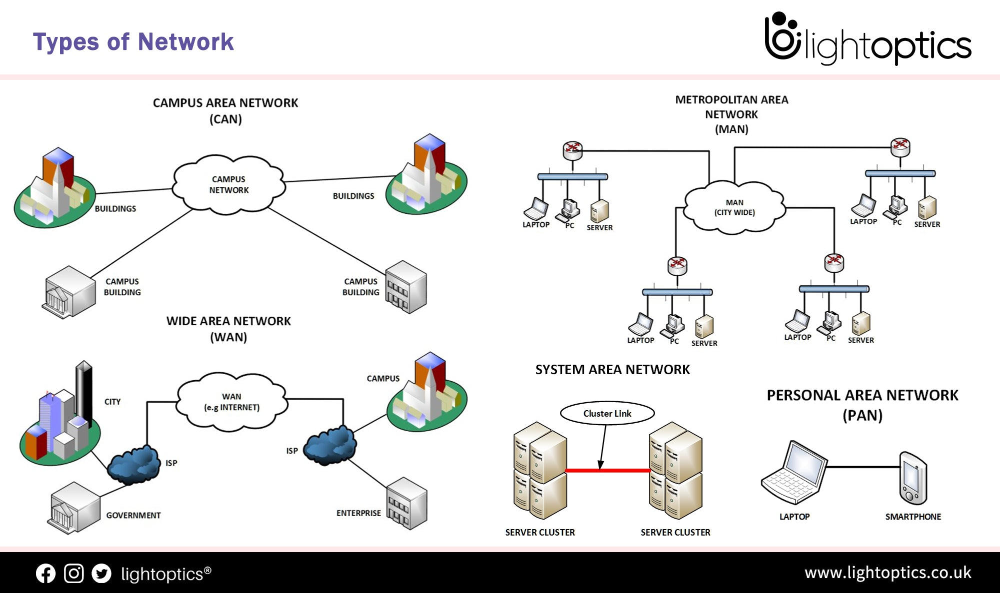 Types of Network
lightoptics
CAMPUS AREA NETWORK
(CAN)
CAMPUS
NETWORK
BUILDINGS
BUILDINGS
CAMPUS
BUILDING
CAMPUS
BUILDING
METROPOLITAN AREA
NETWORK
(MAN)
MAN
(CITY WIDE)
LAPTOP
PC
SERVER
LAPTOP
PC
SERVER
LAPTOP
PC
SERVER
LAPTOP
PC
SERVER
WIDE AREA NETWORK
(WAN)
CITY
WAN
(e.g INTERNET)
CAMPUS
ISP
ISP
GOVERNMENT
ENTERPRISE
SYSTEM AREA NETWORK
Cluster Link
SERVER CLUSTER
SERVER CLUSTER
PERSONAL AREA NETWORK
(PAN)
LAPTOP
SMARTPHONE
lightoptics®
www.lightoptics.co.uk